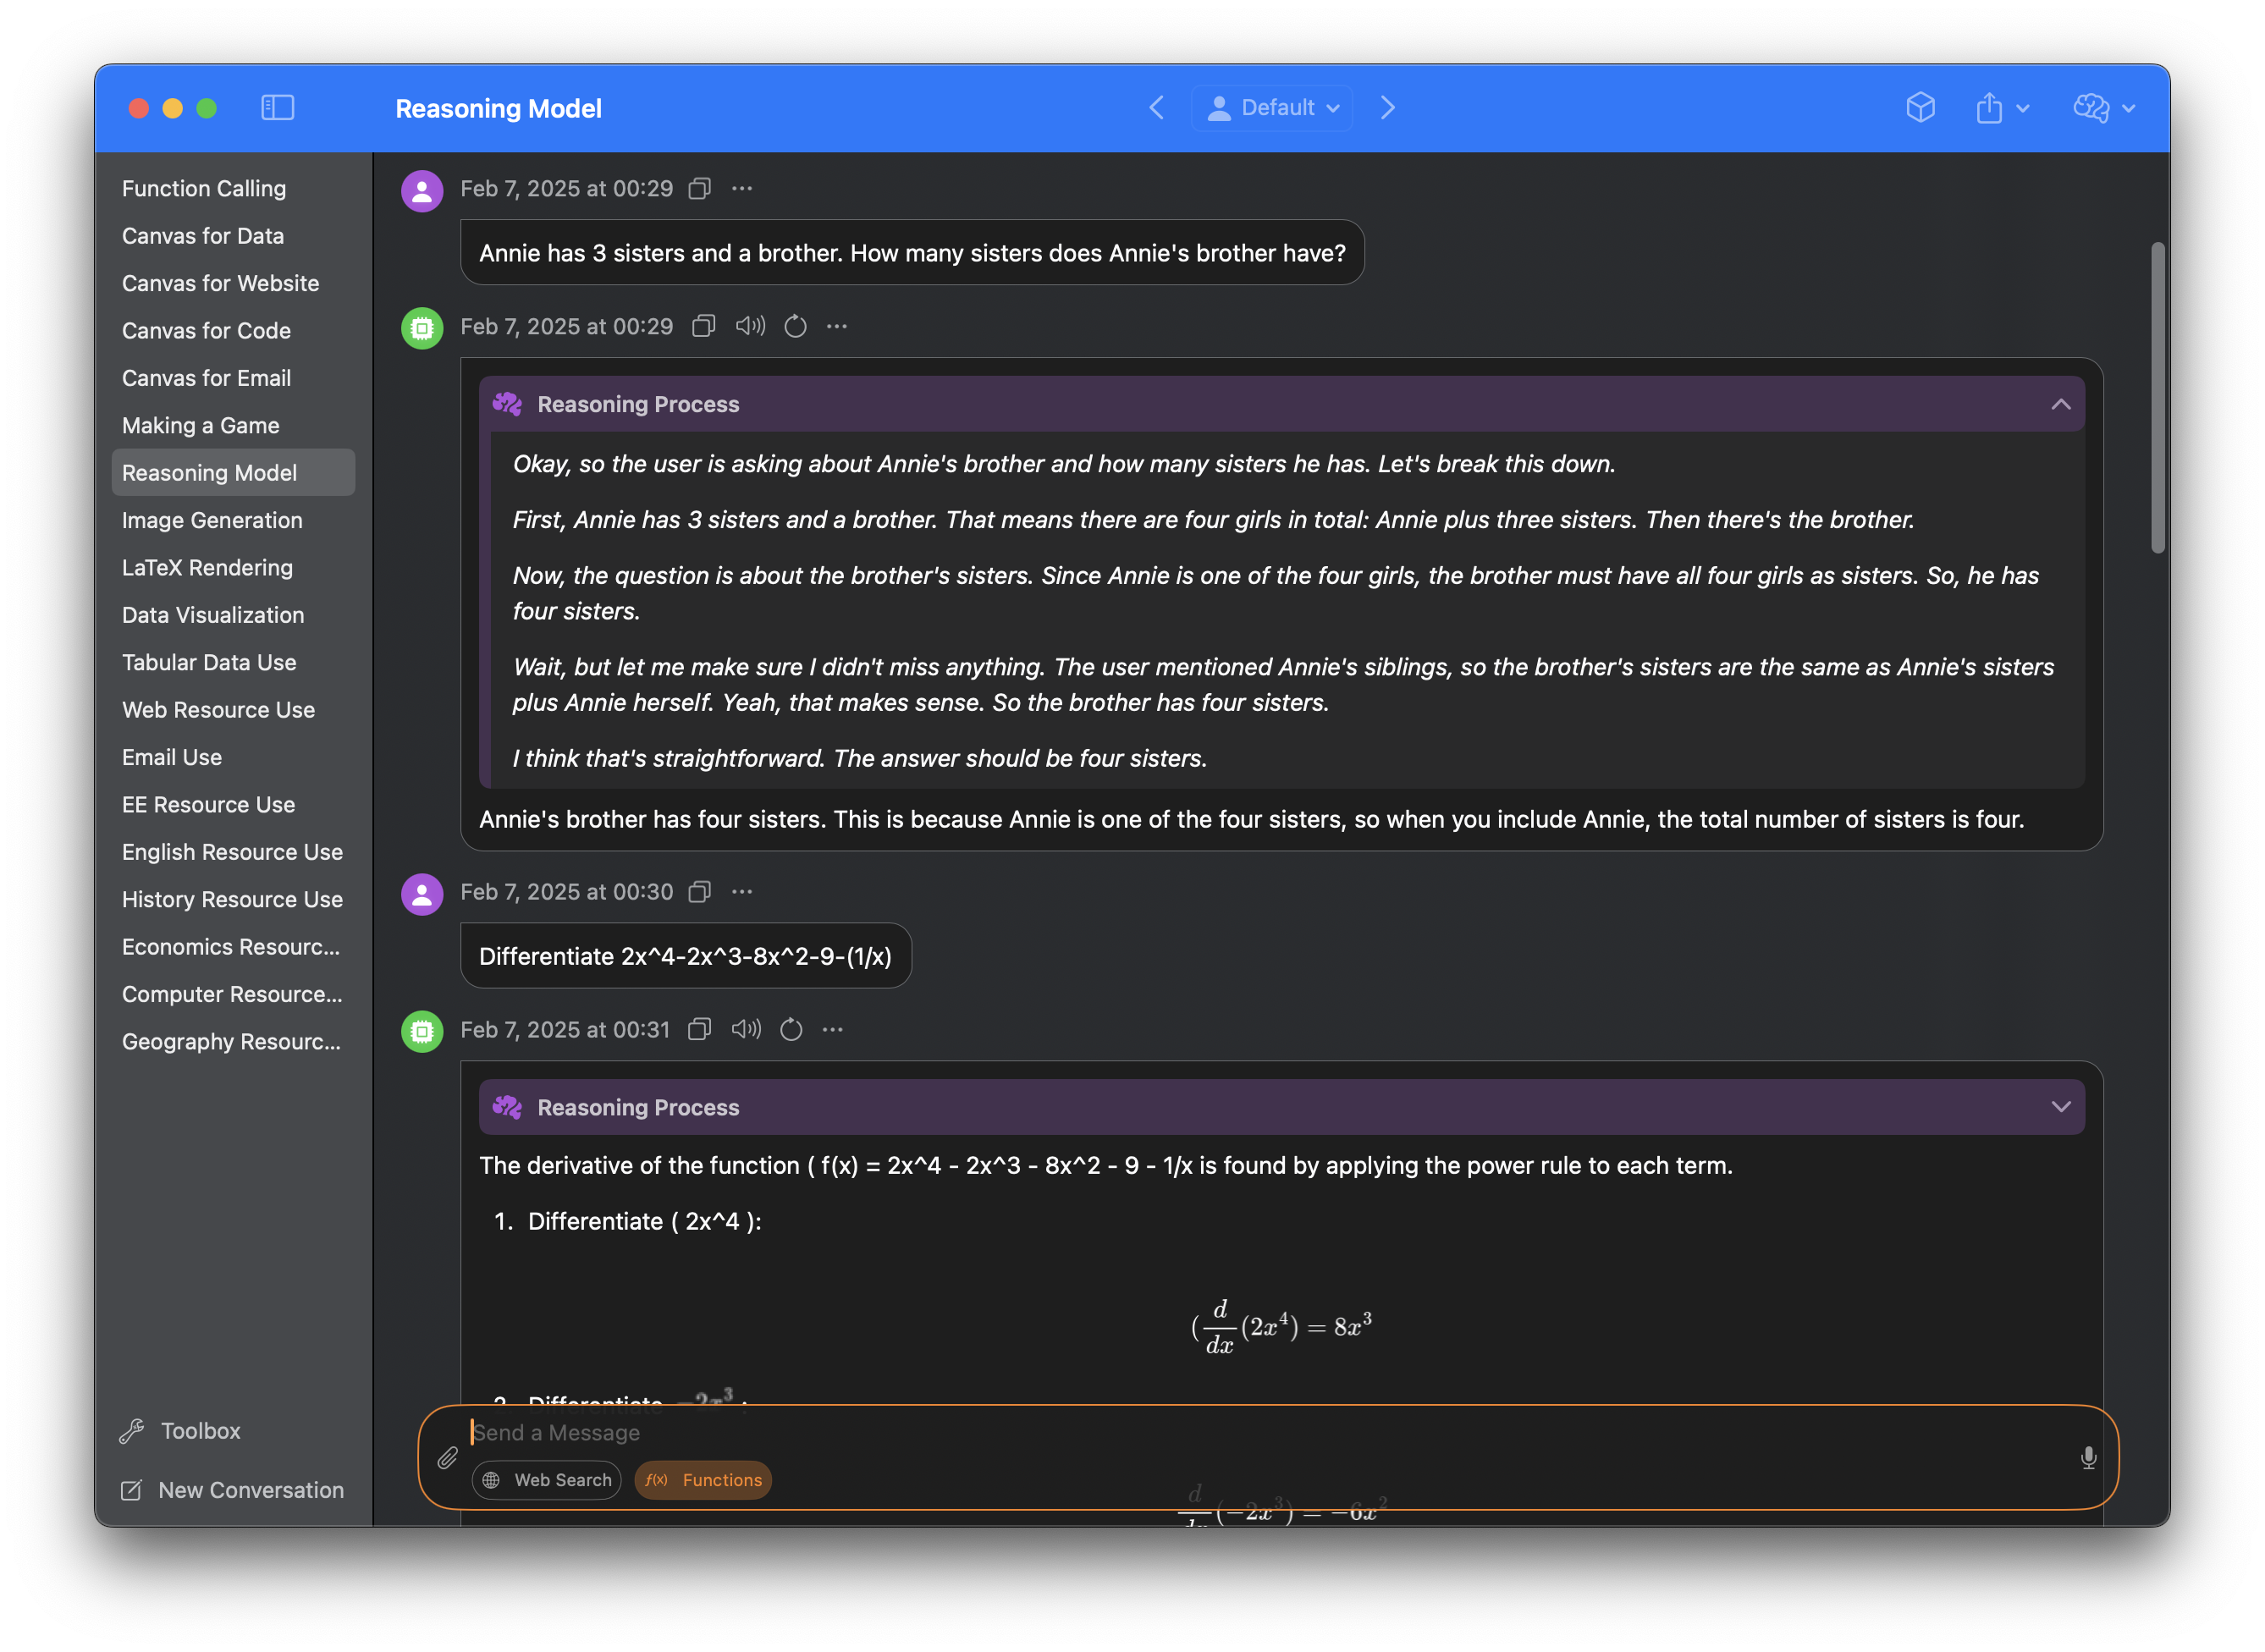 Reasoning Model
Default
Function Calling
Canvas for Data
Canvas for Website
Canvas for Code
Canvas for Email
Making a Game
Reasoning Model
Image Generation
LaTeX Rendering
Data Visualization
Tabular Data Use
Web Resource Use
Email Use
EE Resource Use
English Resource Use
History Resource Use
Economics Resourc...
Computer Resource...
Geography Resourc...
Toolbox
New Conversation
Feb 7, 2025 at 00:29
Annie has 3 sisters and a brother. How many sisters does Annie's brother have?
Feb 7, 2025 at 00:29
Reasoning Process
Okay, so the user is asking about Annie's brother and how many sisters he has. Let's break this down.
First, Annie has 3 sisters and a brother. That means there are four girls in total: Annie plus three sisters. Then there's the brother.
Now, the question is about the brother's sisters. Since Annie is one of the four girls, the brother must have all four girls as sisters. So, he has
four sisters.
Wait, but let me make sure I didn't miss anything. The user mentioned Annie's siblings, so the brother's sisters are the same as Annie's sisters
plus Annie herself. Yeah, that makes sense. So the brother has four sisters.
I think that's straightforward. The answer should be four sisters.
Annie's brother has four sisters. This is because Annie is one of the four sisters, so when you include Annie, the total number of sisters is four.
Feb 7, 2025 at 00:30
Differentiate 2x^4-2x^3-8x^2-9-(1/x)
Feb 7, 2025 at 00:31
Reasoning Process
The derivative of the function ( f(x) = 2x^4 - 2x^3 - 8x^2 - 9 - 1/x is found by applying the power rule to each term.
1. Differentiate ( 2x^4 ):
(d/dx(2x⁴) = 8x³
2. Differentiate −2x³ :
Send a Message
Web Search
f(x) Functions
d/dx(−2x³) = −6x²